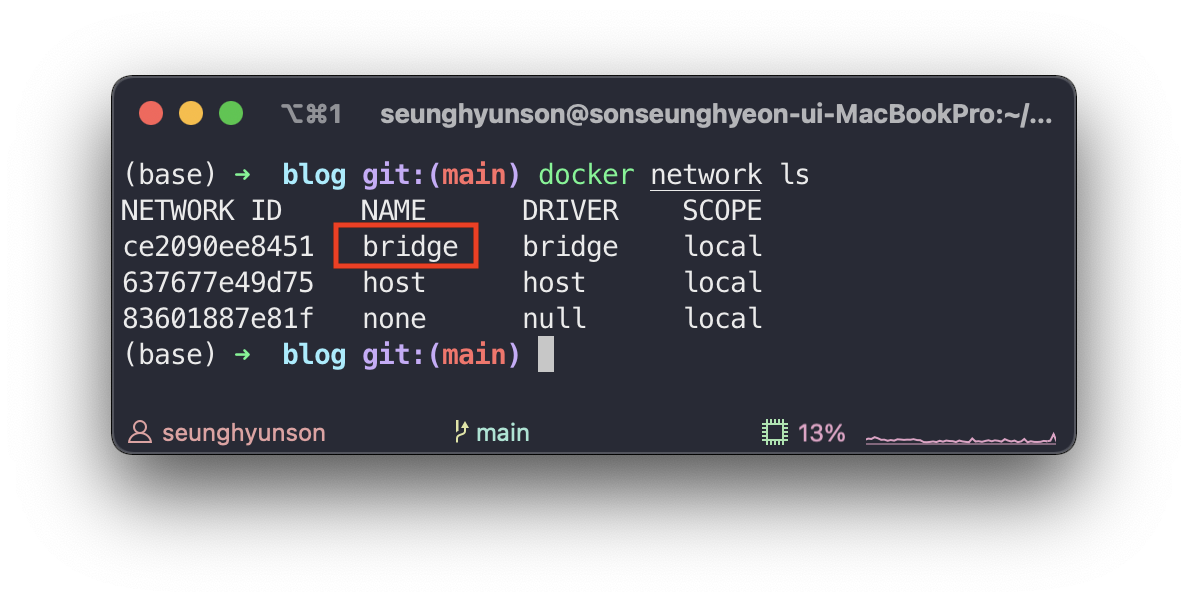 ⌥⌘1 seunghyunson@sonseunghyeon-ui-MacBookPro:~/...
(base) ➜ blog git:(main) docker network ls
NETWORK ID NAME DRIVER SCOPE
ce2090ee8451 bridge bridge local
637677e49d75 host host local
83601887e81f none null local
(base) ➜ blog git:(main)
seunghyunson main 13%